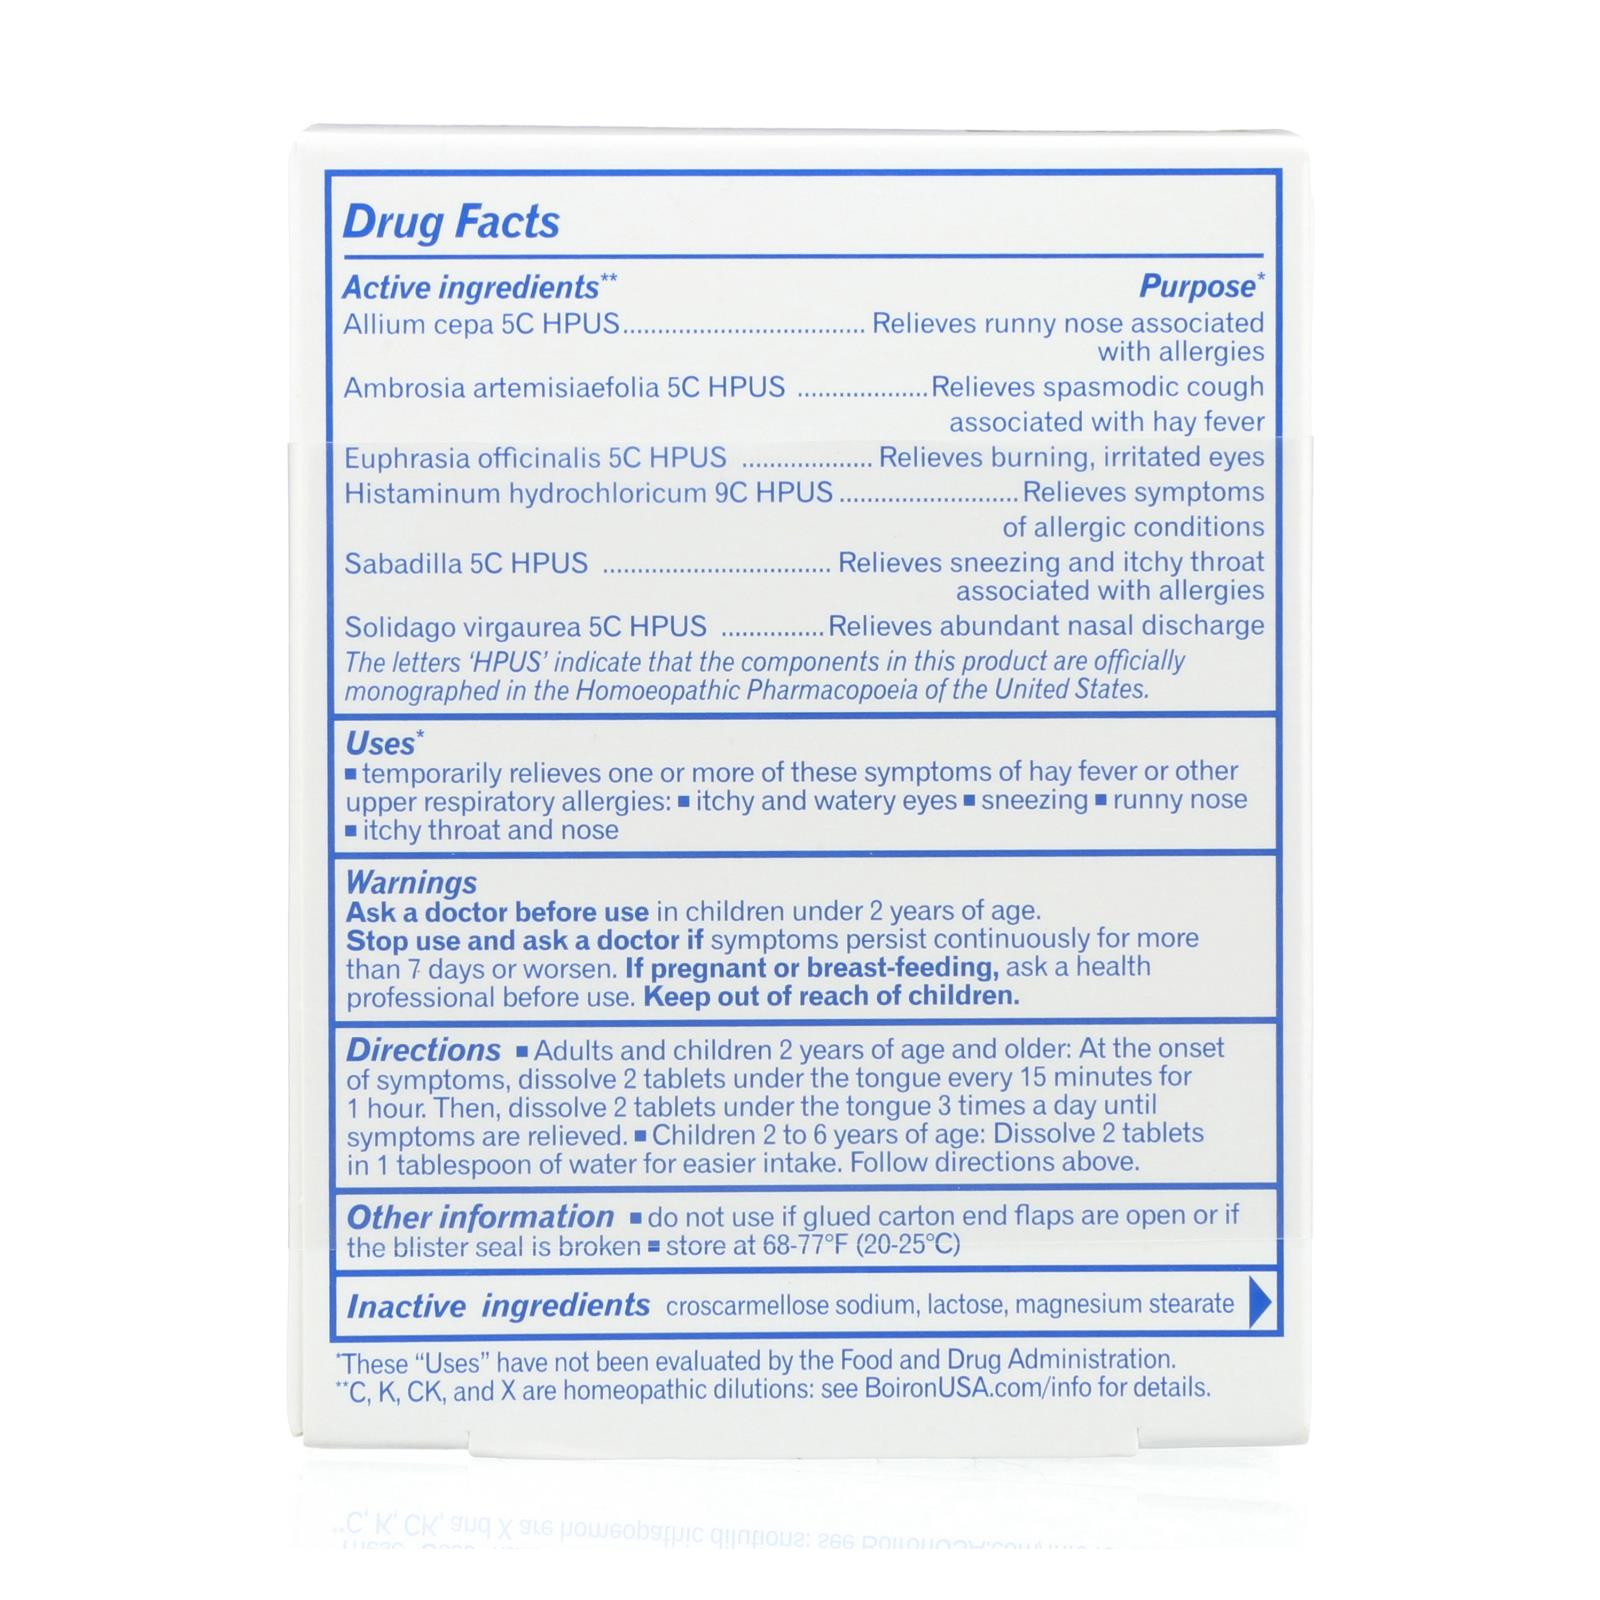 Drug Facts
Active ingredients** Purpose*
Allium cepa 5C HPUS.................................. Relieves runny nose associated
with allergies
Ambrosia artemisiaefolia 5C HPUS ...................Relieves spasmodic cough
associated with hay fever
Euphrasia officinalis 5C HPUS ................... Relieves burning, irritated eyes
Histaminum hydrochloricum 9C HPUS.......................... Relieves symptoms
of allergic conditions
Sabadilla 5C HPUS ................................. Relieves sneezing and itchy throat
associated with allergies
Solidago virgaurea 5C HPUS ...............Relieves abundant nasal discharge
The letters ‘HPUS’ indicate that the components in this product are officially
monographed in the Homoeopathic Pharmacopoeia of the United States.
Uses*
▪ temporarily relieves one or more of these symptoms of hay fever or other
upper respiratory allergies: ▪ itchy and watery eyes ▪ sneezing ▪ runny nose
▪ itchy throat and nose
Warnings
Ask a doctor before use in children under 2 years of age.
Stop use and ask a doctor if symptoms persist continuously for more
than 7 days or worsen. If pregnant or breast-feeding, ask a health
professional before use. Keep out of reach of children.
Directions ▪ Adults and children 2 years of age and older: At the onset
of symptoms, dissolve 2 tablets under the tongue every 15 minutes for
1 hour. Then, dissolve 2 tablets under the tongue 3 times a day until
symptoms are relieved. ▪ Children 2 to 6 years of age: Dissolve 2 tablets
in 1 tablespoon of water for easier intake. Follow directions above.
Other information ▪ do not use if glued carton end flaps are open or if
the blister seal is broken ▪ store at 68-77°F (20-25°C)
Inactive ingredients croscarmellose sodium, lactose, magnesium stearate
*These “Uses” have not been evaluated by the Food and Drug Administration.
**C, K, CK, and X are homeopathic dilutions: see BoironUSA.com/info for details.